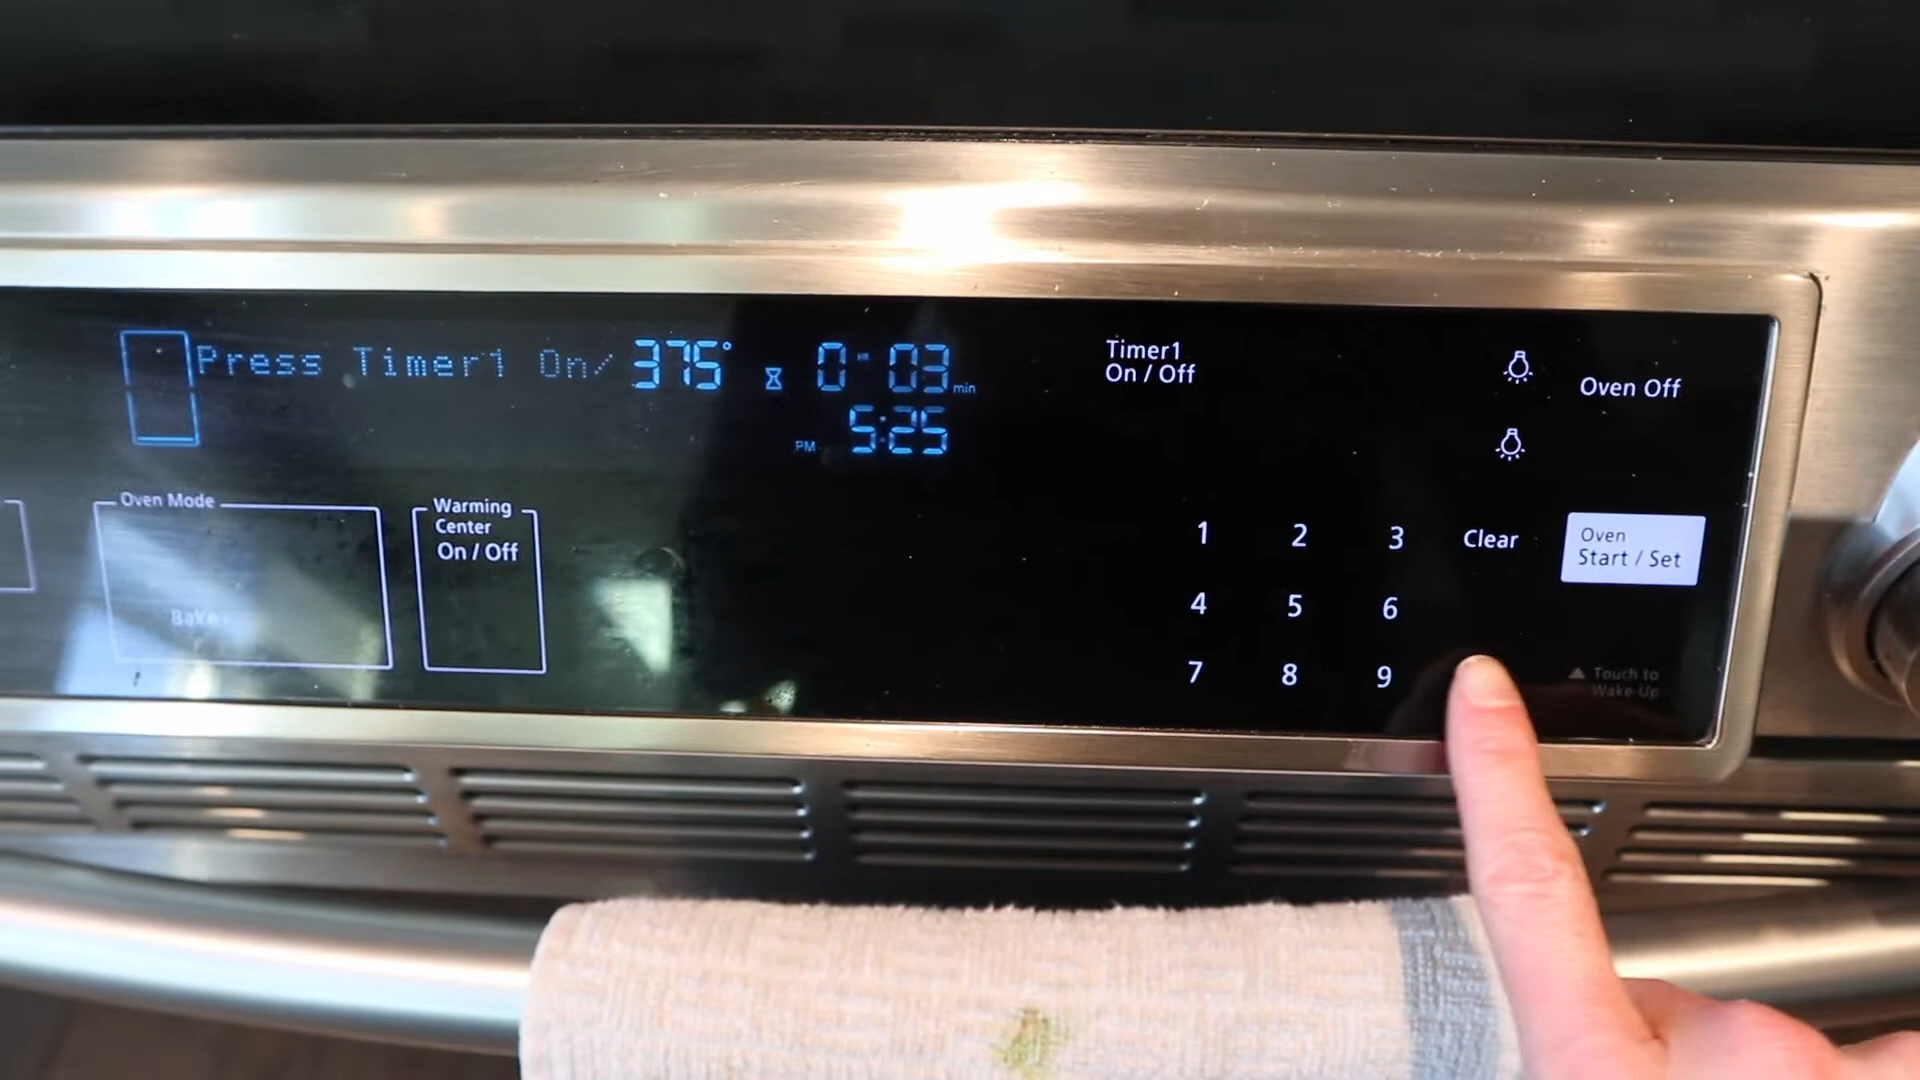 Press Timer1 On/ 375° 0 HR 03 min
PM 5:25
Timer1
On / Off
Oven Off
Oven Mode
Bake
Warming
Center
On / Off
1 2 3 Clear
Oven
Start / Set
4 5 6
7 8 9
Touch to
Wake-Up